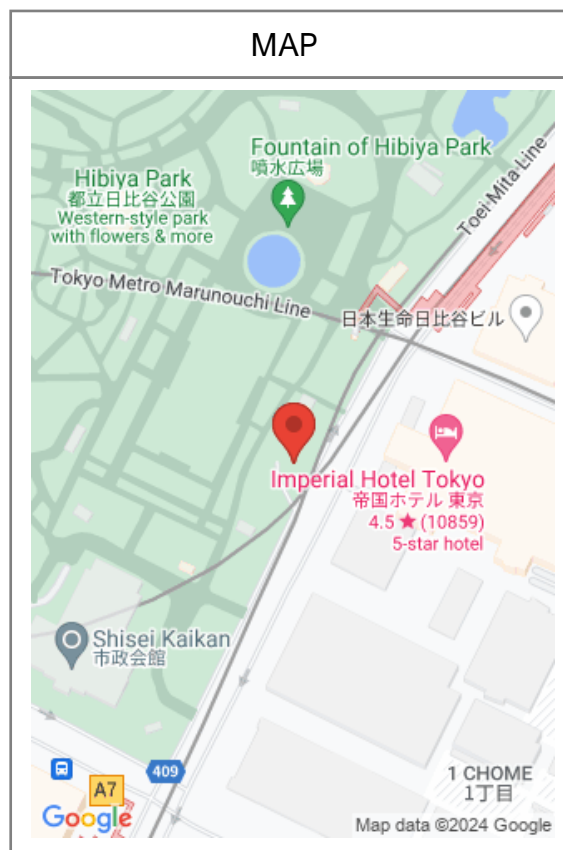 MAP
Fountain of Hibiya Park
噴水広場
Hibiya Park
都立日比谷公園
Western-style park
with flowers & more
Toei Mita Line
Tokyo Metro Marunouchi Line
日本生命日比谷ビル
Imperial Hotel Tokyo
帝国ホテル 東京
4.5 ★ (10859)
5-star hotel
Shisei Kaikan
市政会館
409
A7
1 CHOME
1丁目
Google
Map data ©2024 Google